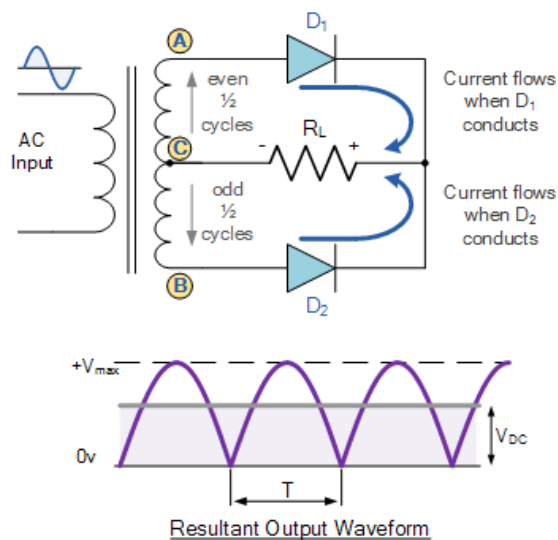 A
D1
even
½
cycles
Current flows
when D1
conducts
AC
Input
C
- RL +
odd
½
cycles
Current flows
when D2
conducts
B
D2
+Vmax
0v
VDC
T
Resultant Output Waveform